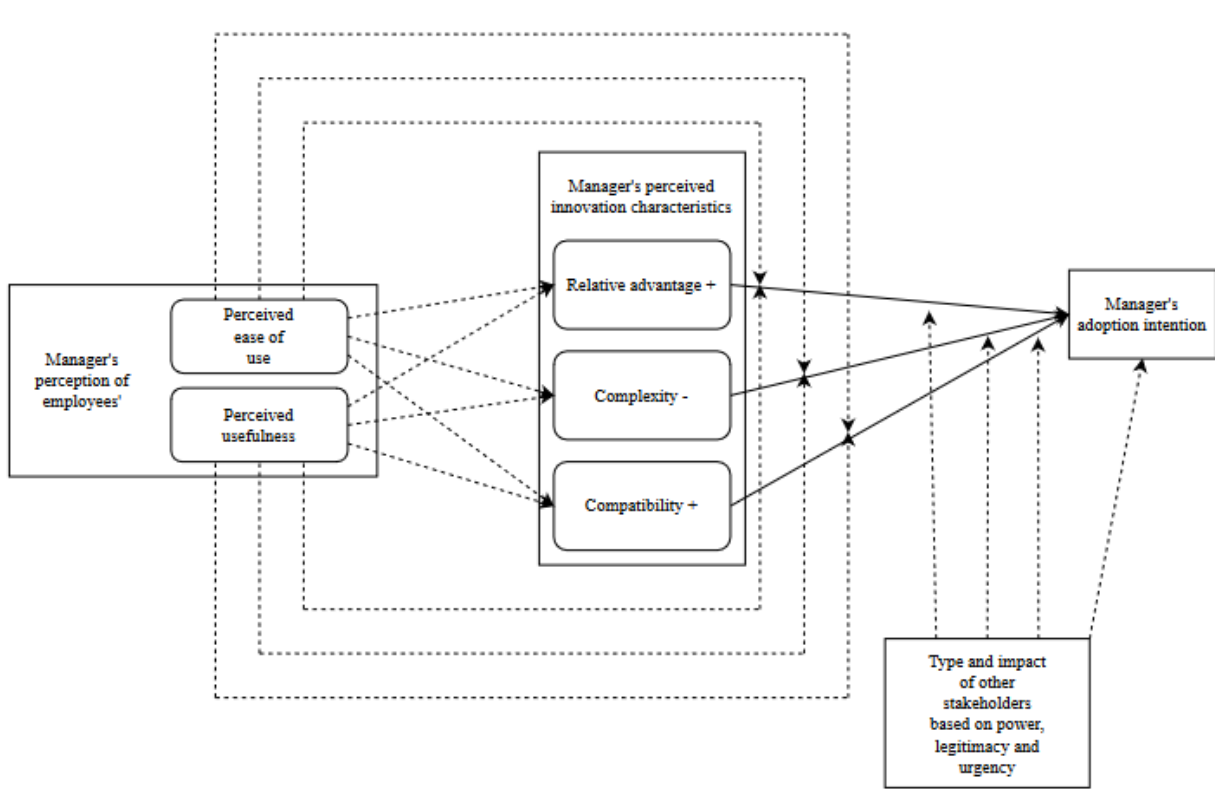 Manager's perceived
innovation characteristics
Relative advantage +
Manager's
adoption intention
Perceived
ease of
use
Manager's
perception of
employees'
Complexity -
Perceived
usefulness
Compatibility +
Type and impact
of other
stakeholders
based on power,
legitimacy and
urgency